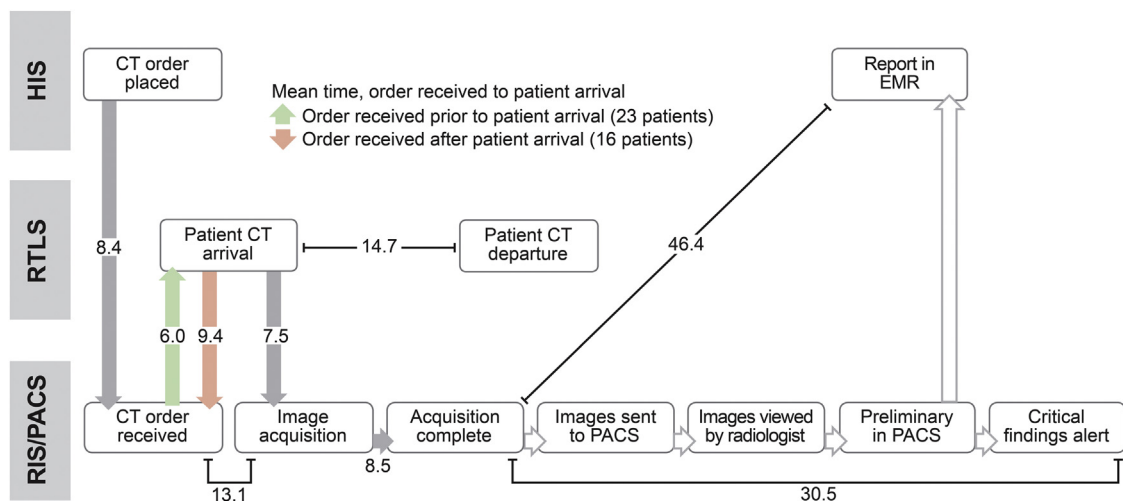 HIS
CT order
placed
Report in
EMR
Mean time, order received to patient arrival
Order received prior to patient arrival (23 patients)
Order received after patient arrival (16 patients)
RTLS
8.4
Patient CT
arrival
14.7
Patient CT
departure
46.4
6.0
9.4
7.5
RIS/PACS
CT order
received
Image
acquisition
Acquisition
complete
Images sent
to PACS
Images viewed
by radiologist
Preliminary
in PACS
Critical
findings alert
8.5
13.1
30.5